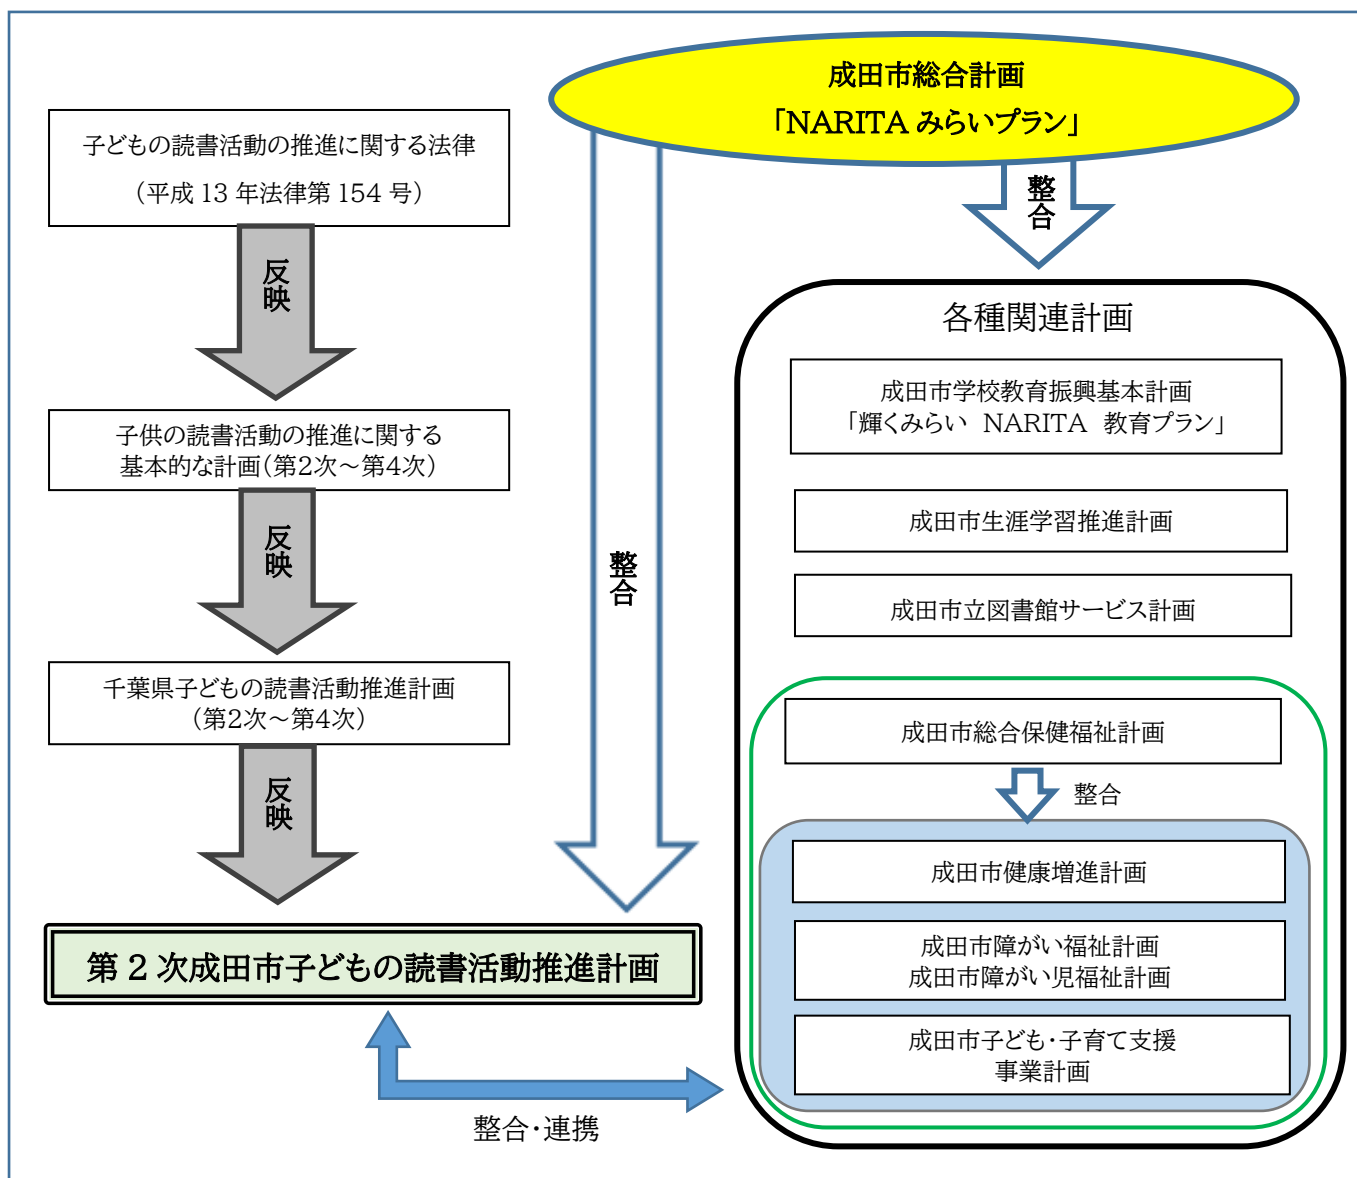 成田市総合計画
「NARITA みらいプラン」
子どもの読書活動の推進に関する法律
（平成 13 年法律第 154 号）
反映
子供の読書活動の推進に関する
基本的な計画（第2次～第4次）
反映
千葉県子どもの読書活動推進計画
（第2次～第4次）
反映
整合
第 2 次成田市子どもの読書活動推進計画
整合・連携
整合
各種関連計画
成田市学校教育振興基本計画
「輝くみらい　NARITA　教育プラン」
成田市生涯学習推進計画
成田市立図書館サービス計画
成田市総合保健福祉計画
整合
成田市健康増進計画
成田市障がい福祉計画
成田市障がい児福祉計画
成田市子ども・子育て支援
事業計画